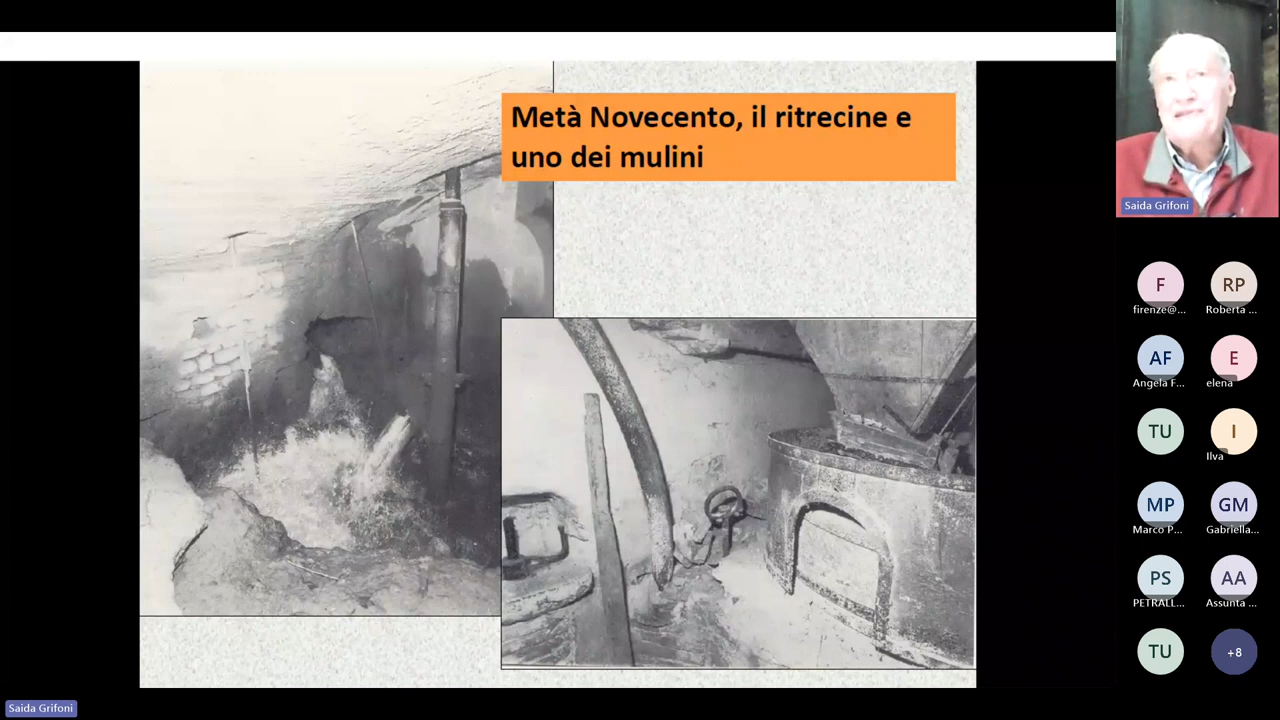 Metà Novecento, il ritrecine e
uno dei mulini
Saida Grifoni
F
firenze@...
RP
Roberta ...
AF
Angela F...
E
elena
TU
I
Ilva
MP
Marco P...
GM
Gabriella...
PS
PETRALL...
AA
Assunta ...
TU
+8
Saida Grifoni